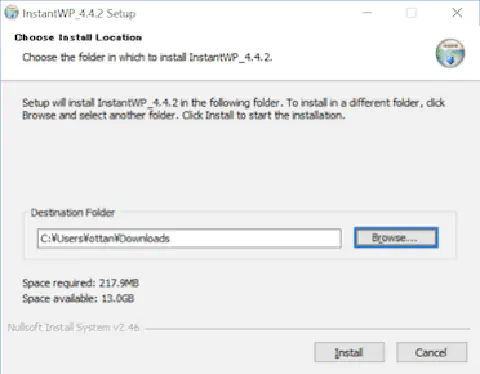 InstantWP_4.4.2 Setup
Choose Install Location
Choose the folder in which to install InstantWP_4.4.2.
Setup will install InstantWP_4.4.2 in the following folder. To install in a different folder, click
Browse and select another folder. Click Install to start the installation.
Destination Folder
C:¥Users¥ottan¥Downloads
Browse...
Space required: 217.9MB
Space available: 13.0GB
Nullsoft Install System v2.46
Install
Cancel